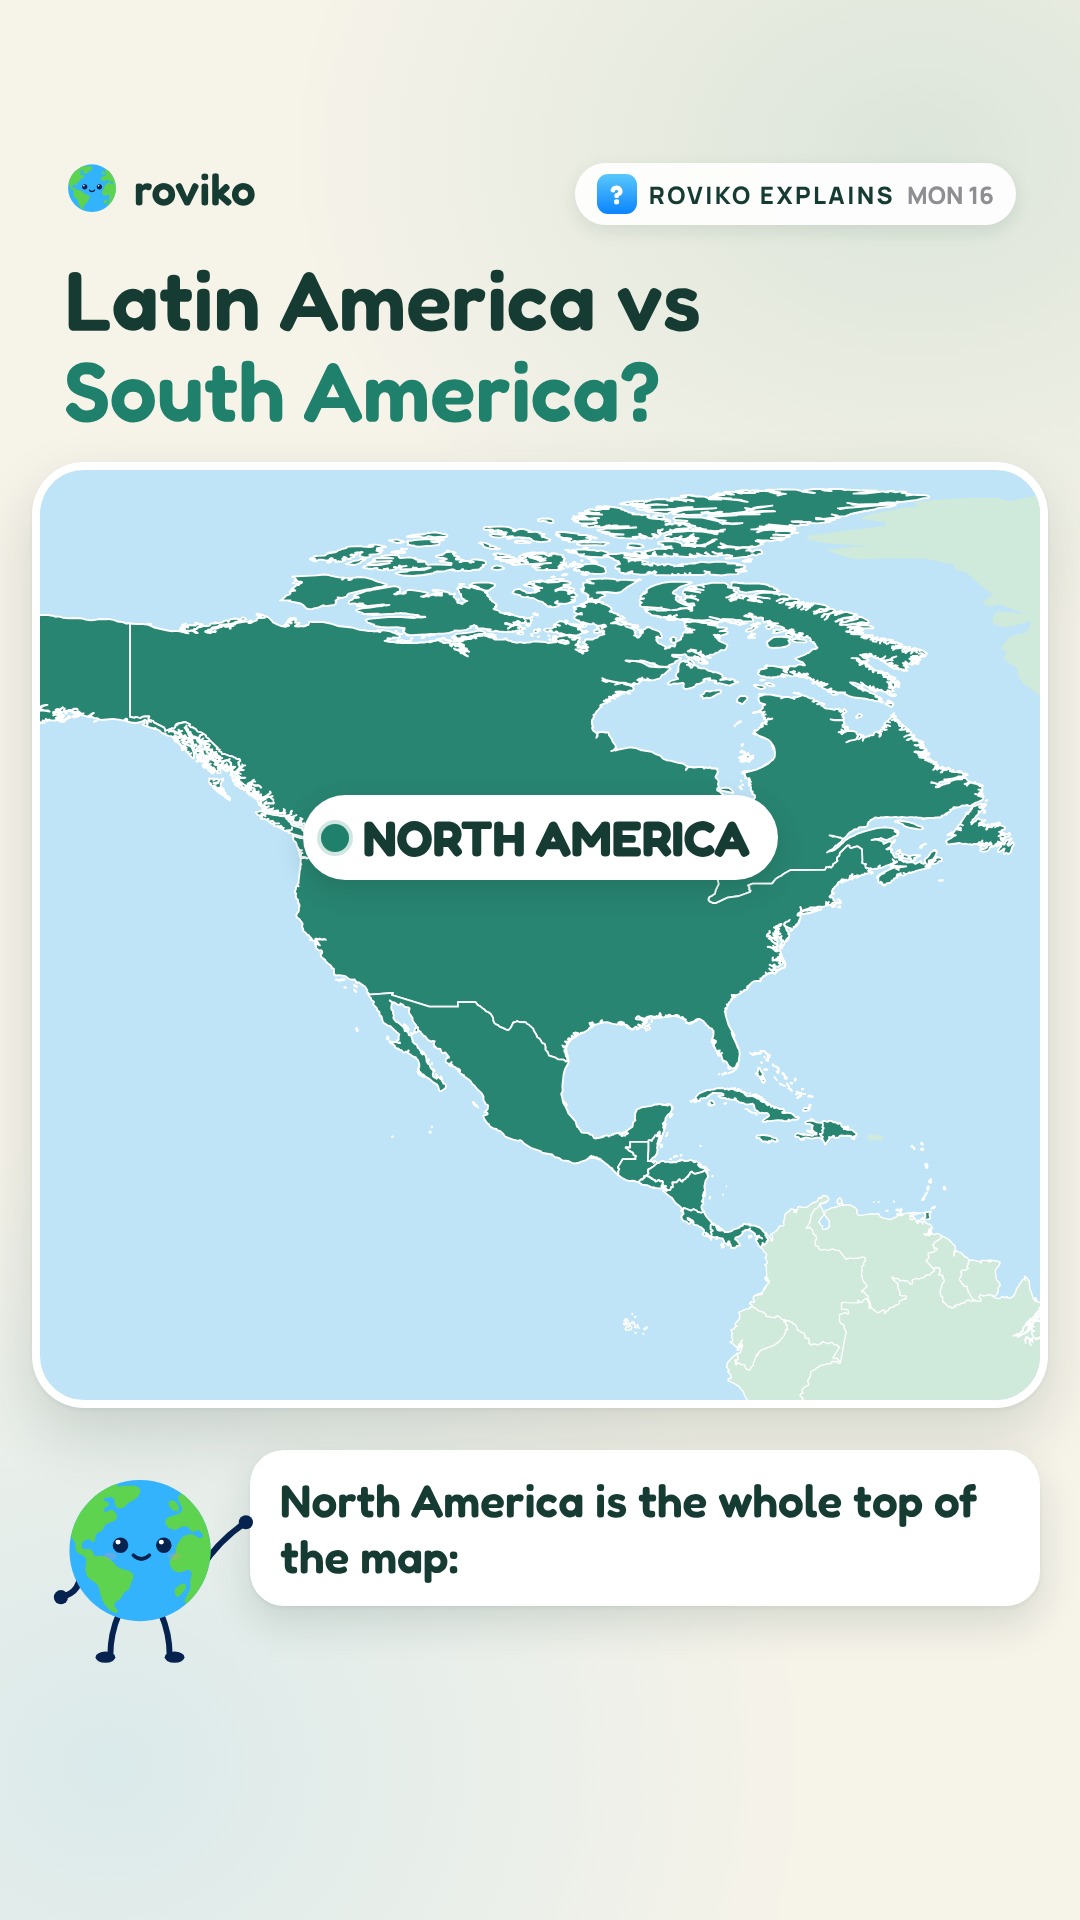 roviko
? ROVIKO EXPLAINS MON 16
Latin America vs
South America?
NORTH AMERICA
North America is the whole top of
the map: